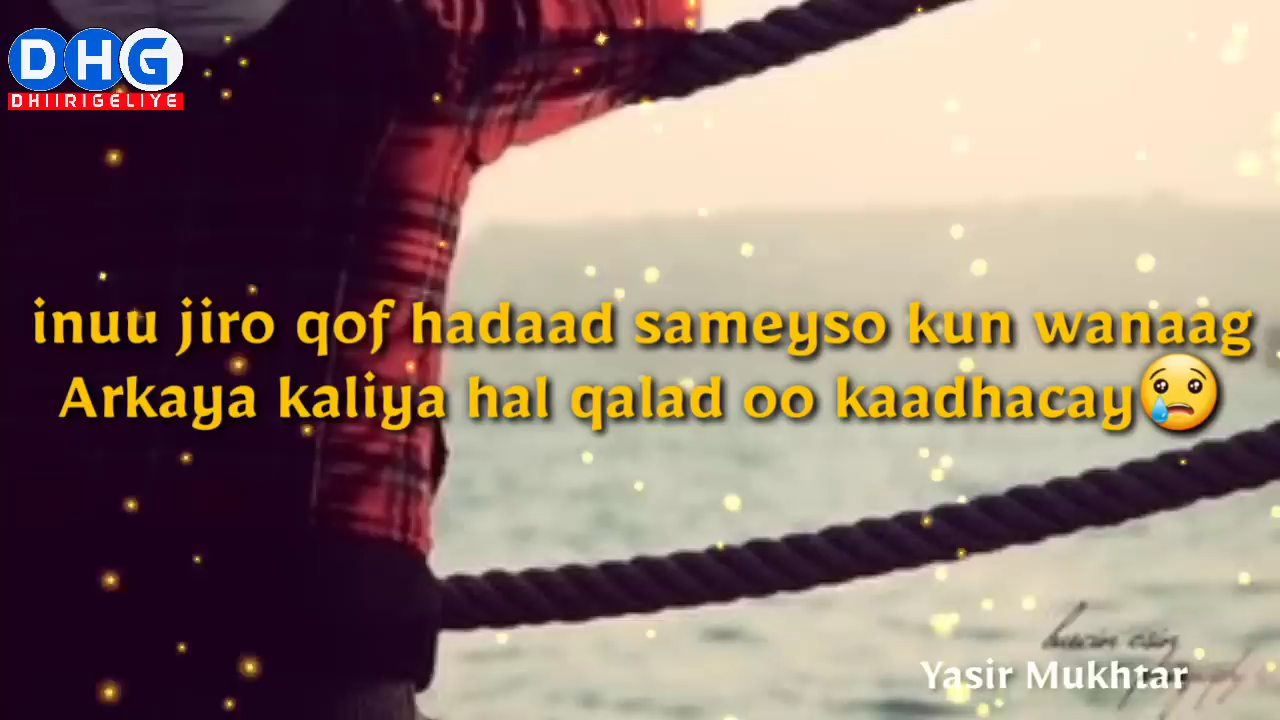 DHG
DHIIRIGELIYE
inuu jiro qof hadaad sameyso kun wanaag
Arkaya kaliya hal qalad oo kaadhacay😢
Yasir Mukhtar